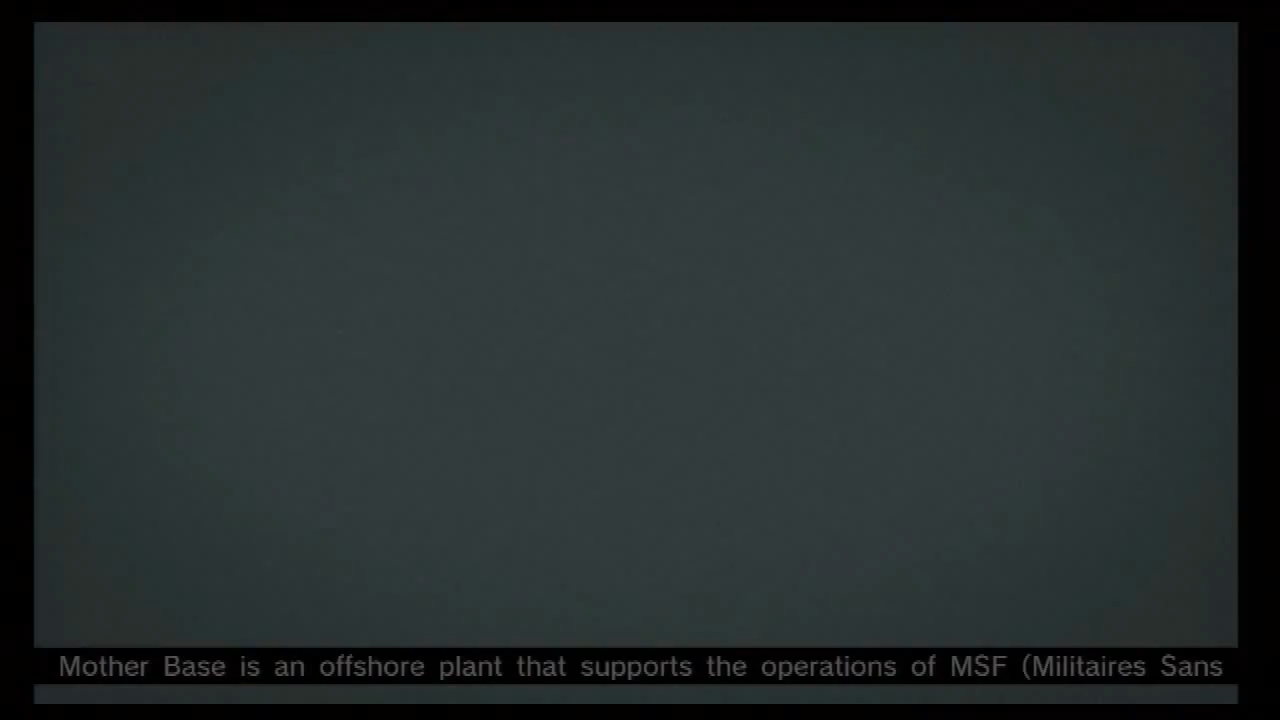 Mother Base is an offshore plant that supports the operations of MSF (Militaires Sans